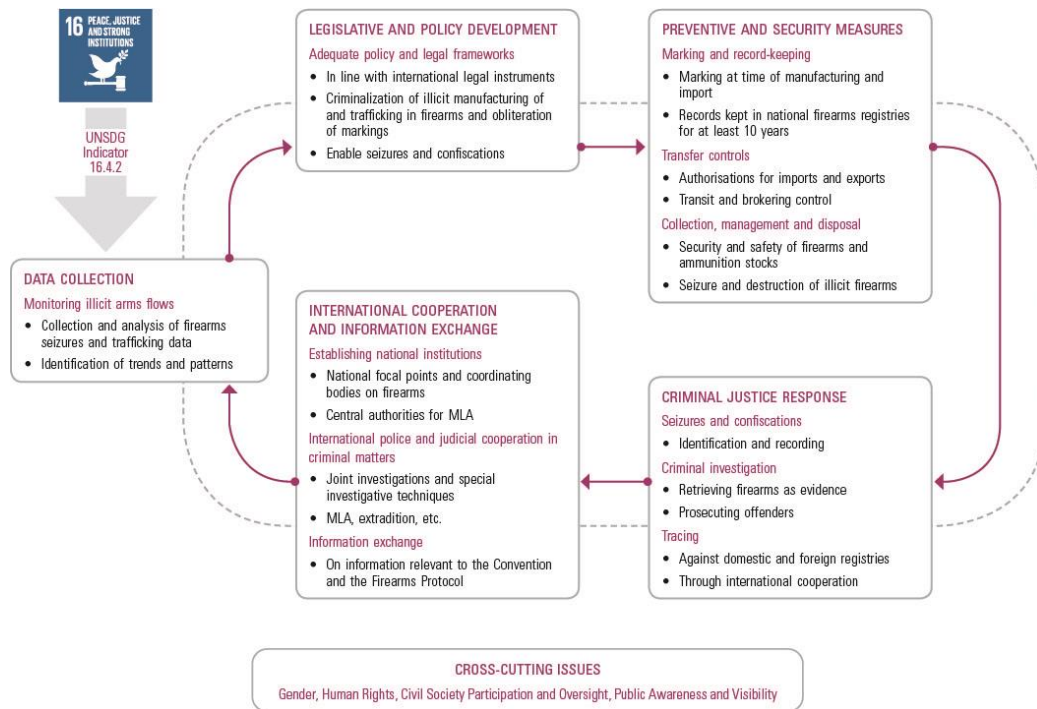 16 PEACE, JUSTICE
AND STRONG
INSTITUTIONS
UNSDG
Indicator
16.4.2
DATA COLLECTION
Monitoring illicit arms flows
• Collection and analysis of firearms
seizures and trafficking data
• Identification of trends and patterns
LEGISLATIVE AND POLICY DEVELOPMENT
Adequate policy and legal frameworks
• In line with international legal instruments
• Criminalization of illicit manufacturing of
and trafficking in firearms and obliteration
of markings
• Enable seizures and confiscations
PREVENTIVE AND SECURITY MEASURES
Marking and record-keeping
• Marking at time of manufacturing and
import
• Records kept in national firearms registries
for at least 10 years
Transfer controls
• Authorisations for imports and exports
• Transit and brokering control
Collection, management and disposal
• Security and safety of firearms and
ammunition stocks
• Seizure and destruction of illicit firearms
CRIMINAL JUSTICE RESPONSE
Seizures and confiscations
• Identification and recording
Criminal investigation
• Retrieving firearms as evidence
• Prosecuting offenders
Tracing
• Against domestic and foreign registries
• Through international cooperation
INTERNATIONAL COOPERATION
AND INFORMATION EXCHANGE
Establishing national institutions
• National focal points and coordinating
bodies on firearms
• Central authorities for MLA
International police and judicial cooperation in
criminal matters
• Joint investigations and special
investigative techniques
• MLA, extradition, etc.
Information exchange
• On information relevant to the Convention
and the Firearms Protocol
CROSS-CUTTING ISSUES
Gender, Human Rights, Civil Society Participation and Oversight, Public Awareness and Visibility